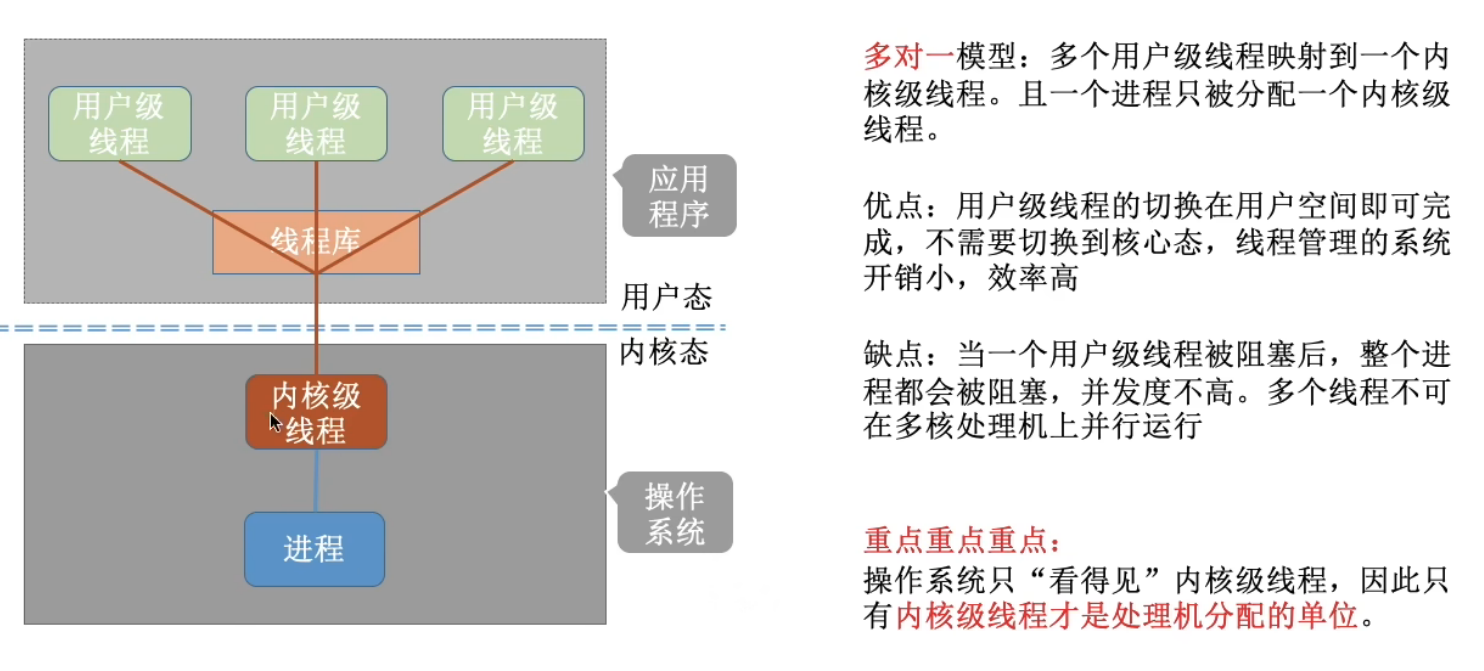 用户级
线程
用户级
线程
用户级
线程
线程库
应用
程序
用户态
内核态
内核级
线程
进程
操作
系统
多对一模型：多个用户级线程映射到一个内
核级线程。且一个进程只被分配一个内核级
线程。
优点：用户级线程的切换在用户空间即可完
成，不需要切换到核心态，线程管理的系统
开销小，效率高
缺点：当一个用户级线程被阻塞后，整个进
程都会被阻塞，并发度不高。多个线程不可
在多核处理机上并行运行
重点重点重点：
操作系统只“看得见”内核级线程，因此只
有内核级线程才是处理机分配的单位。